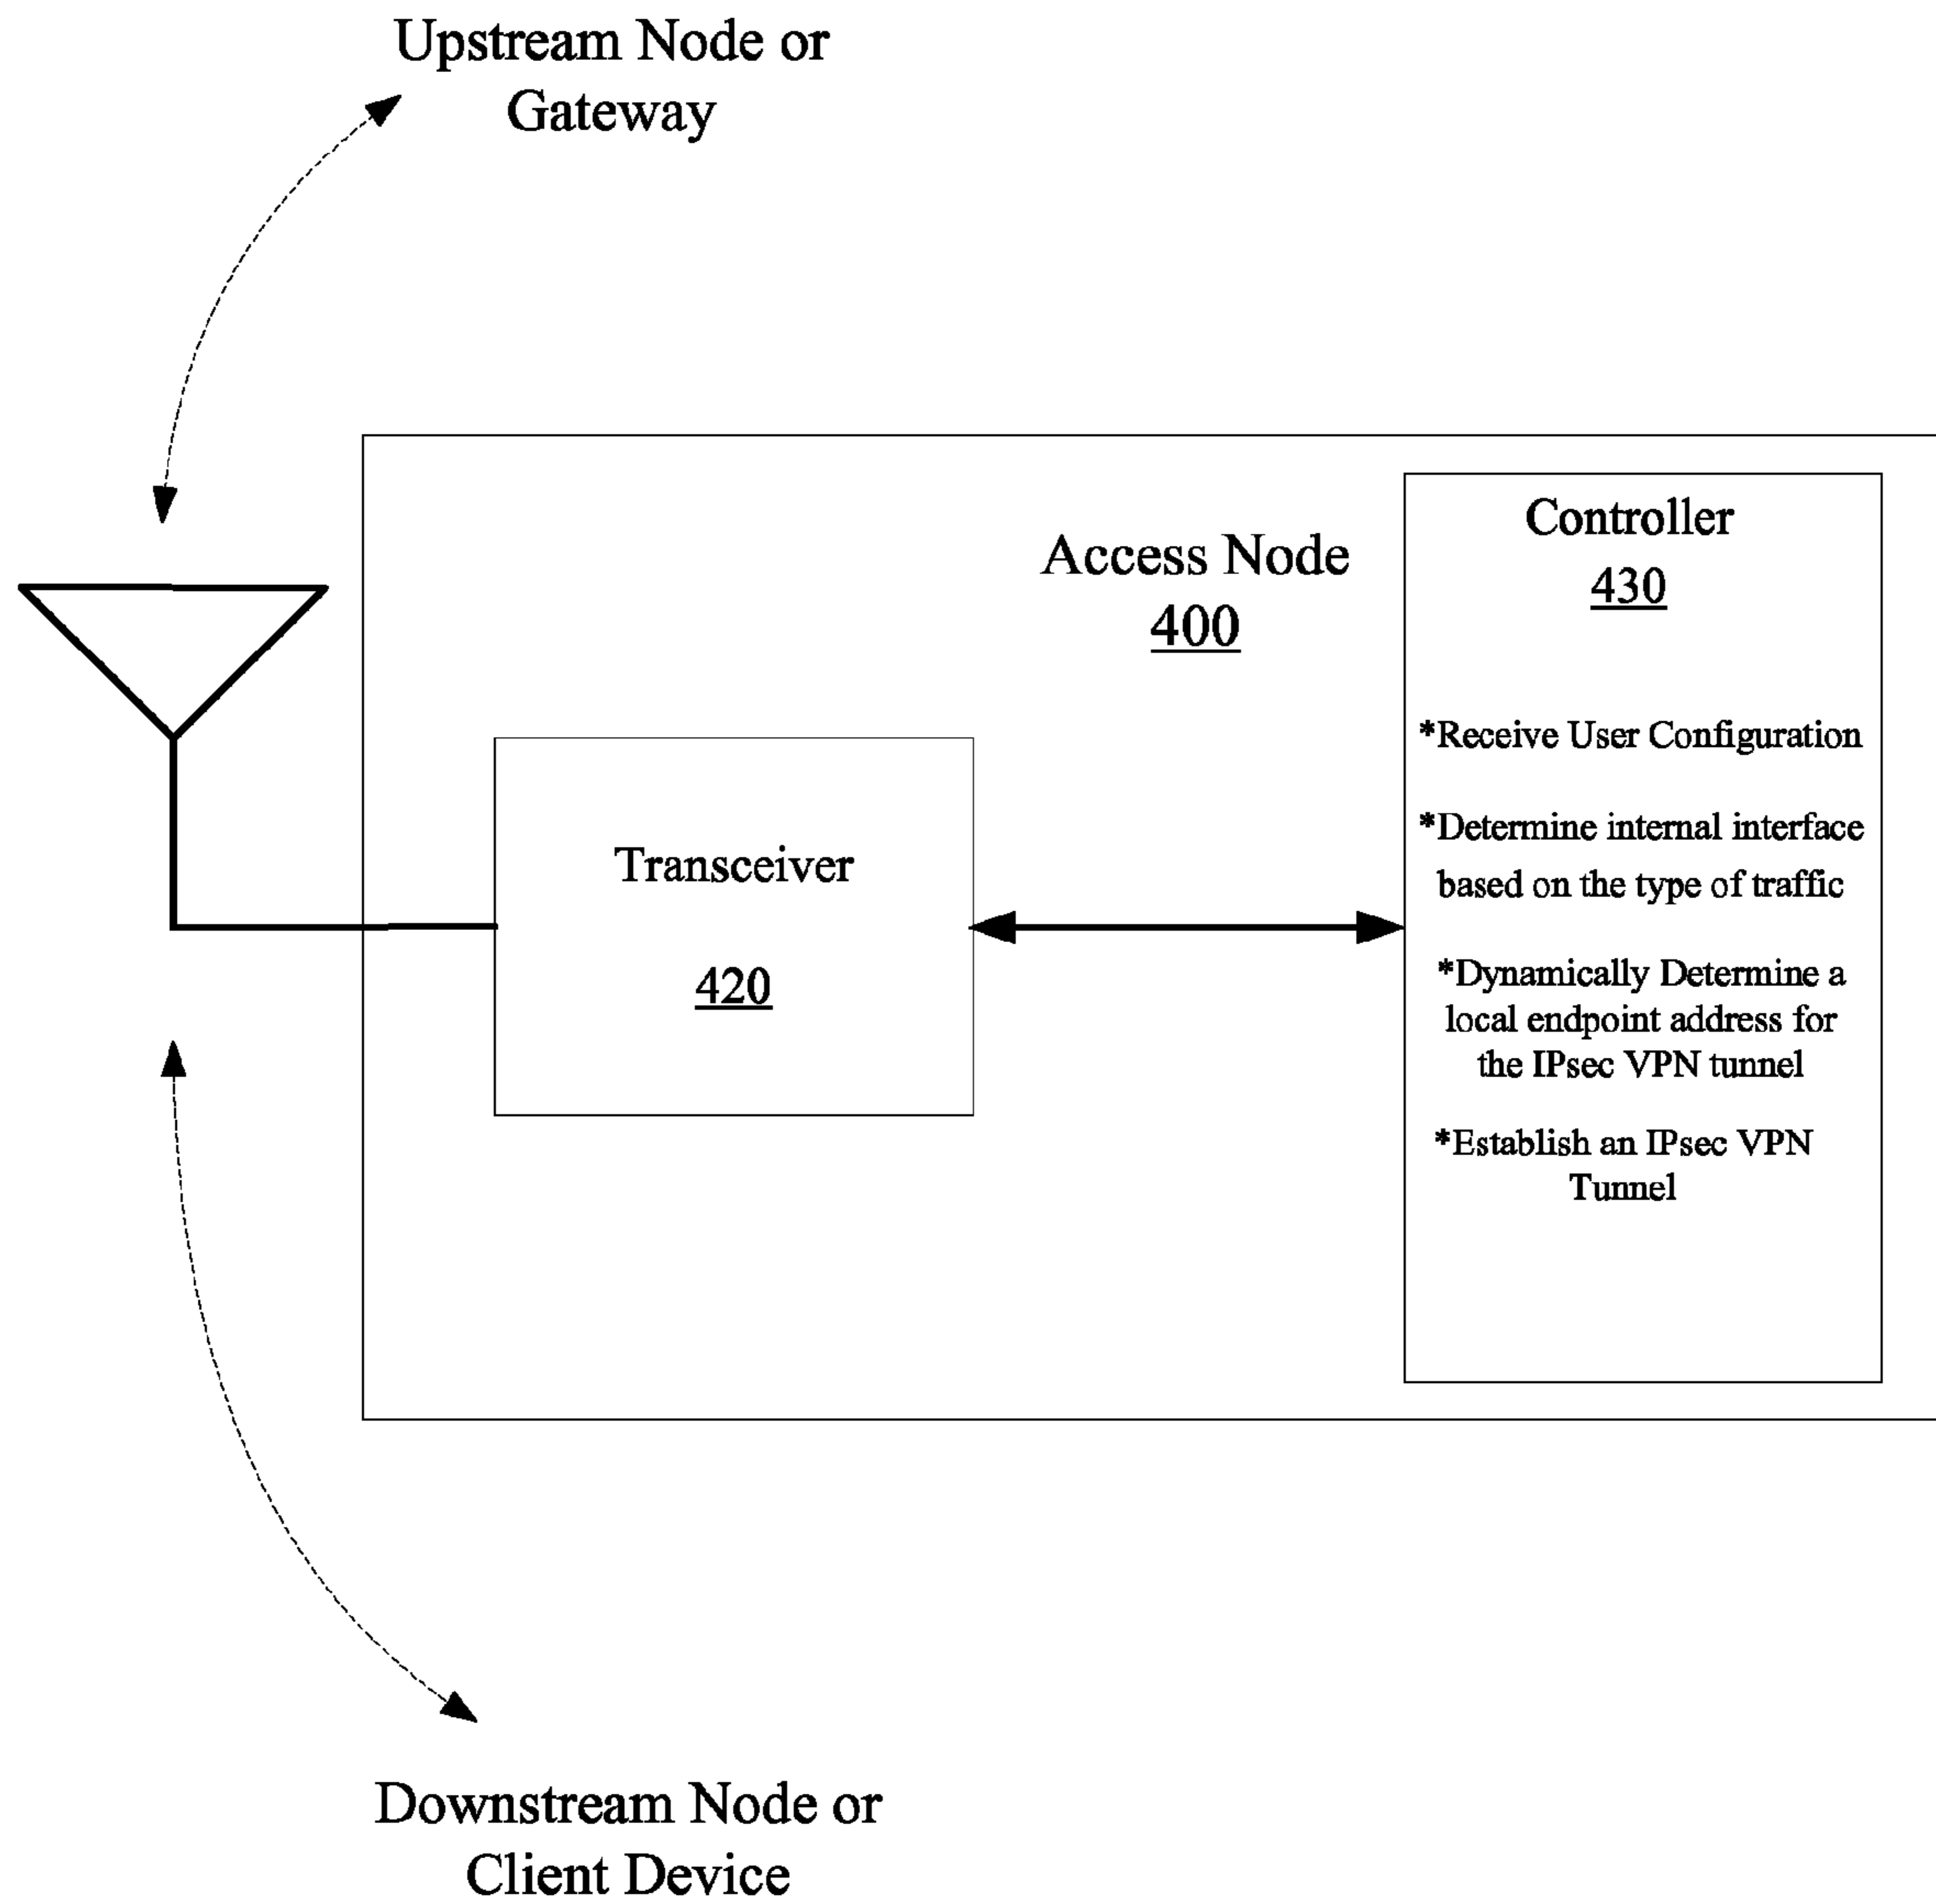 Upstream Node or
Gateway
Access Node
400
Controller
430
*Receive User Configuration
*Determine internal interface
based on the type of traffic
*Dynamically Determine a
local endpoint address for
the IPsec VPN tunnel
*Establish an IPsec VPN
Tunnel
Transceiver
420
Downstream Node or
Client Device